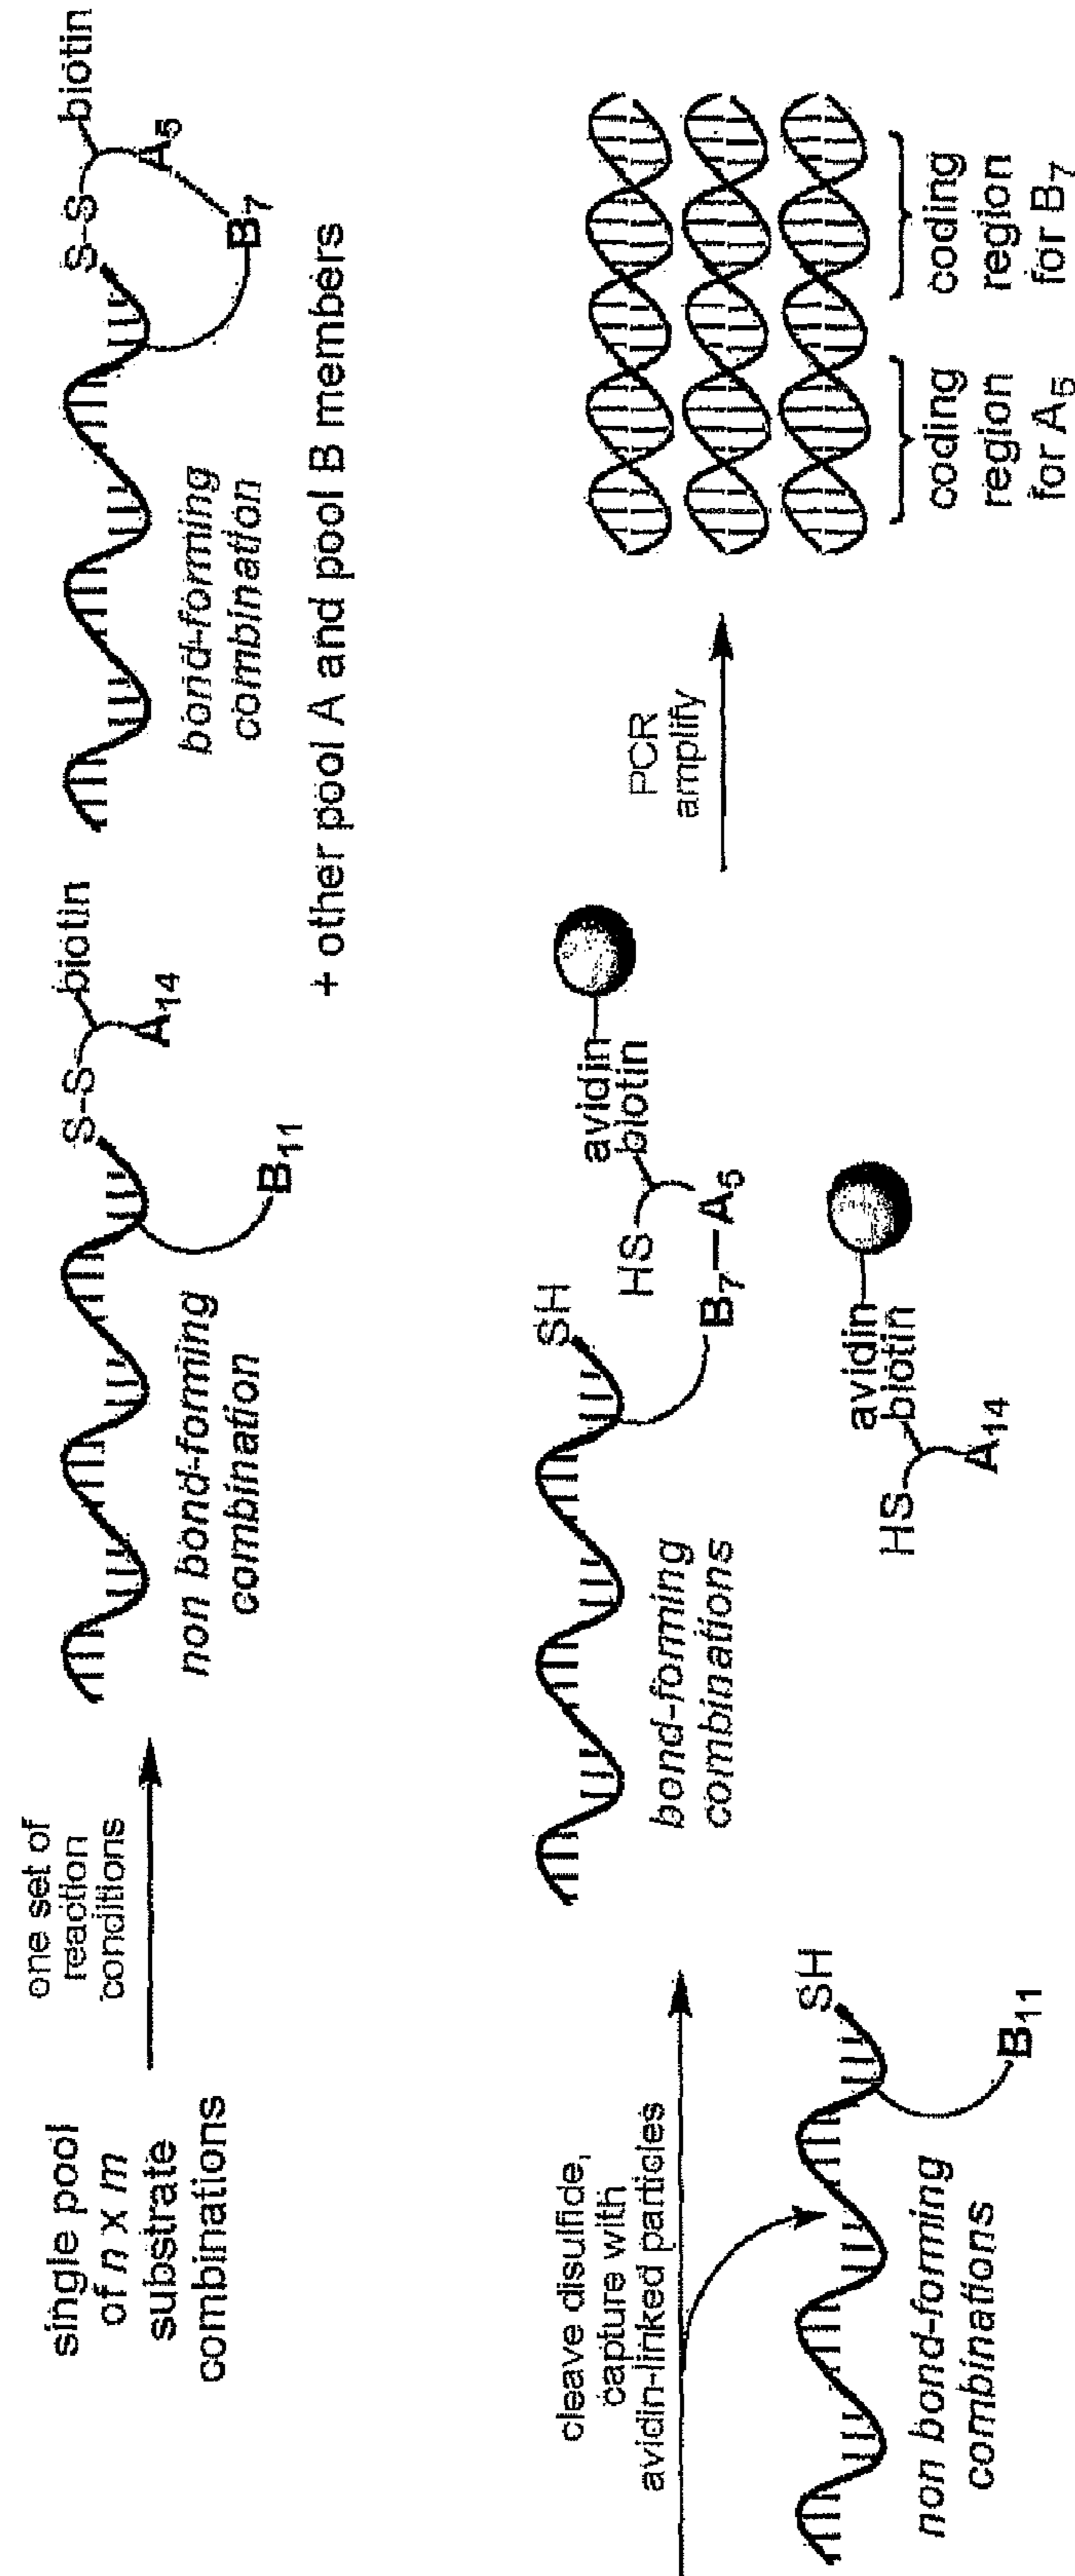 single pool
of n x m
substrate
combinations
one set of
reaction
conditions
S-S
biotin
A14
B11
non bond-forming
combination
S-S
biotin
A5
B7
bond-forming
combination
+ other pool A and pool B members
cleave disulfide,
capture with
avidin-linked particles
SH
B11
non bond-forming
combinations
SH
HS
avidin
biotin
B7-A5
bond-forming
combinations
HS
avidin
biotin
A14
PCR
amplify
coding
region
for A5
coding
region
for B7